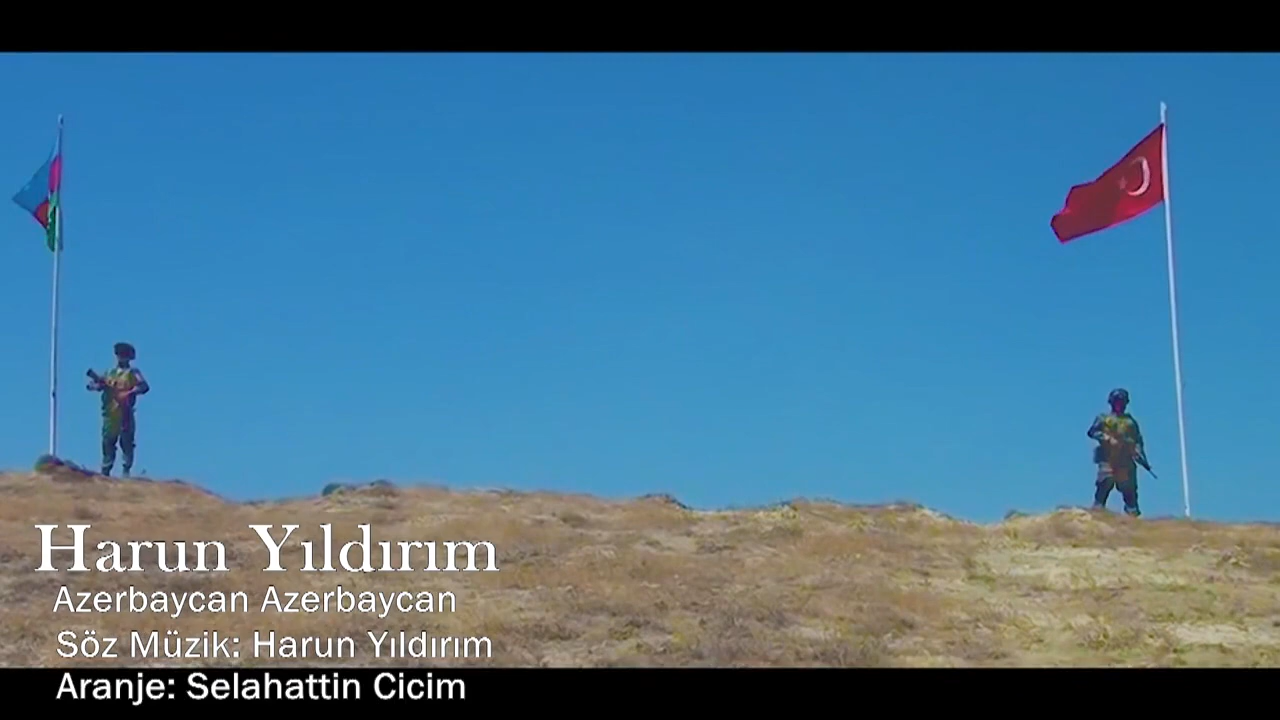 Harun Yıldırım
Azerbaycan Azerbaycan
Söz Müzik: Harun Yıldırım
Aranje: Selahattin Cicim